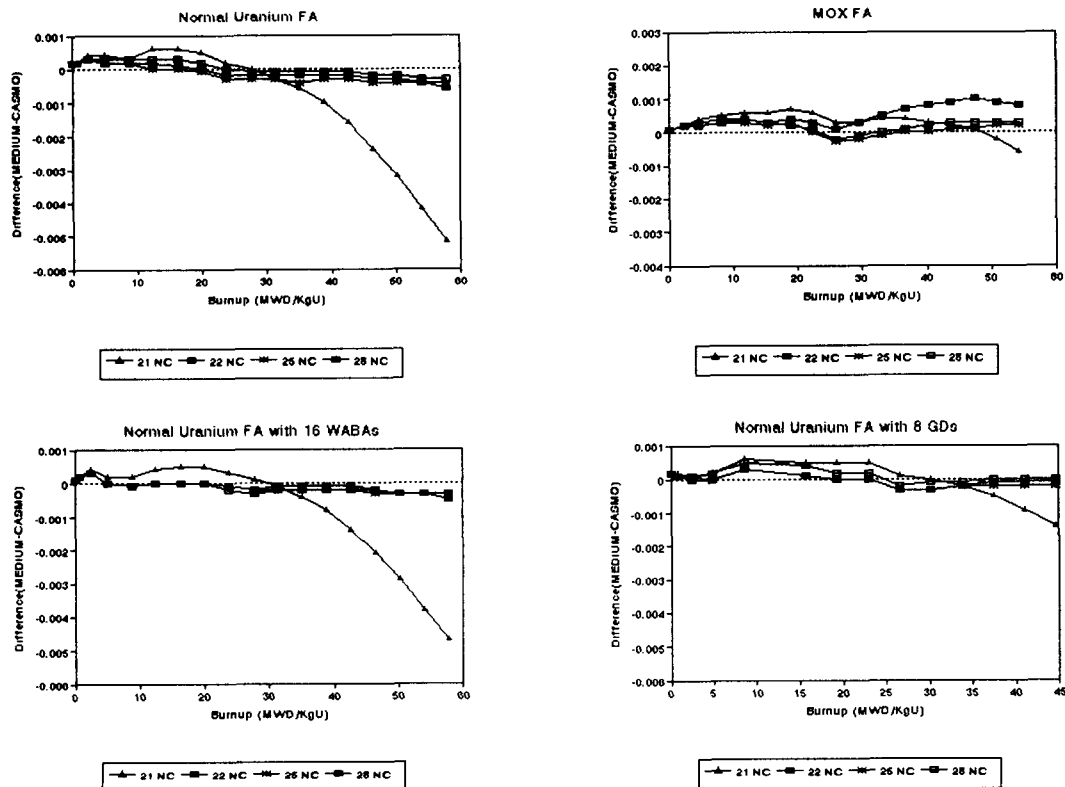 Normal Uranium FA
0.001
0
-0.001
-0.002
-0.003
-0.004
-0.005
-0.006
Difference(MEDIUM-CASMO)
0 10 20 30 40 50 60
Burnup (MWD/KgU)
21 NC 22 NC 25 NC 28 NC
MOX FA
0.003
0.002
0.001
0
-0.001
-0.002
-0.003
-0.004
Difference(MEDIUM-CASMO)
0 10 20 30 40 50 60
Burnup (MWD/KgU)
21 NC 22 NC 25 NC 28 NC
Normal Uranium FA with 16 WABAs
0.001
0
-0.001
-0.002
-0.003
-0.004
-0.005
-0.006
Difference(MEDIUM-CASMO)
0 10 20 30 40 50 60
Burnup (MWD/KgU)
21 NC 22 NC 25 NC 28 NC
Normal Uranium FA with 8 GDs
0.001
0
-0.001
-0.002
-0.003
-0.004
-0.005
-0.006
Difference(MEDIUM-CASMO)
0 5 10 15 20 25 30 35 40 45
Burnup (MWD/KgU)
21 NC 22 NC 25 NC 28 NC